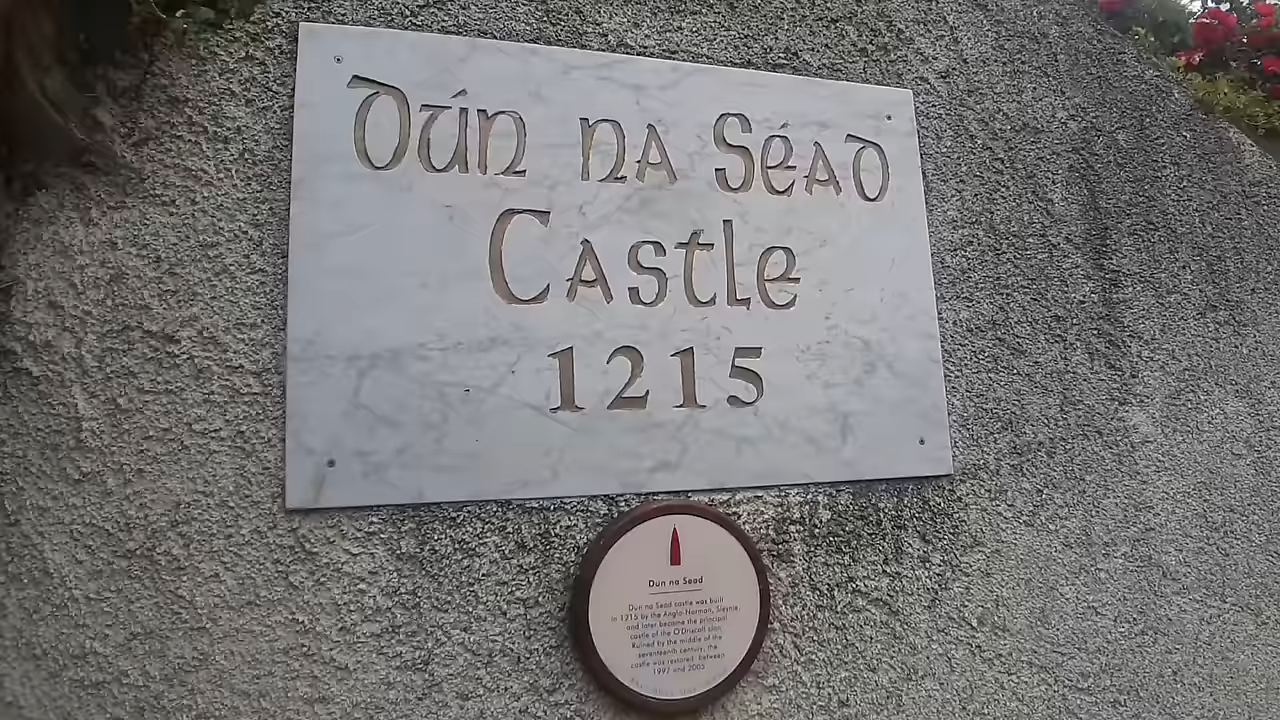 Dún na Séad
Castle
1215
Dun na Sead
Dun na Sead castle was built
in 1215 by the Anglo-Norman, Sleynie,
and later became the principal
castle of the O'Driscoll clan.
Ruined by the middle of the
seventeenth century, the
castle was restored between
1997 and 2005